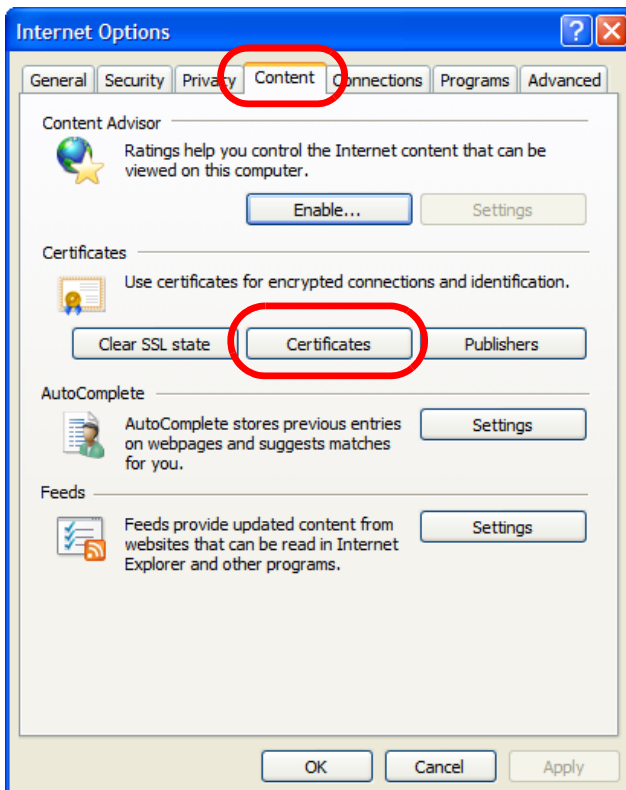 Internet Options
General Security Privacy Content Connections Programs Advanced
Content Advisor
Ratings help you control the Internet content that can be
viewed on this computer.
Enable... Settings
Certificates
Use certificates for encrypted connections and identification.
Clear SSL state Certificates Publishers
AutoComplete
AutoComplete stores previous entries
on webpages and suggests matches
for you.
Settings
Feeds
Feeds provide updated content from
websites that can be read in Internet
Explorer and other programs.
Settings
OK Cancel Apply